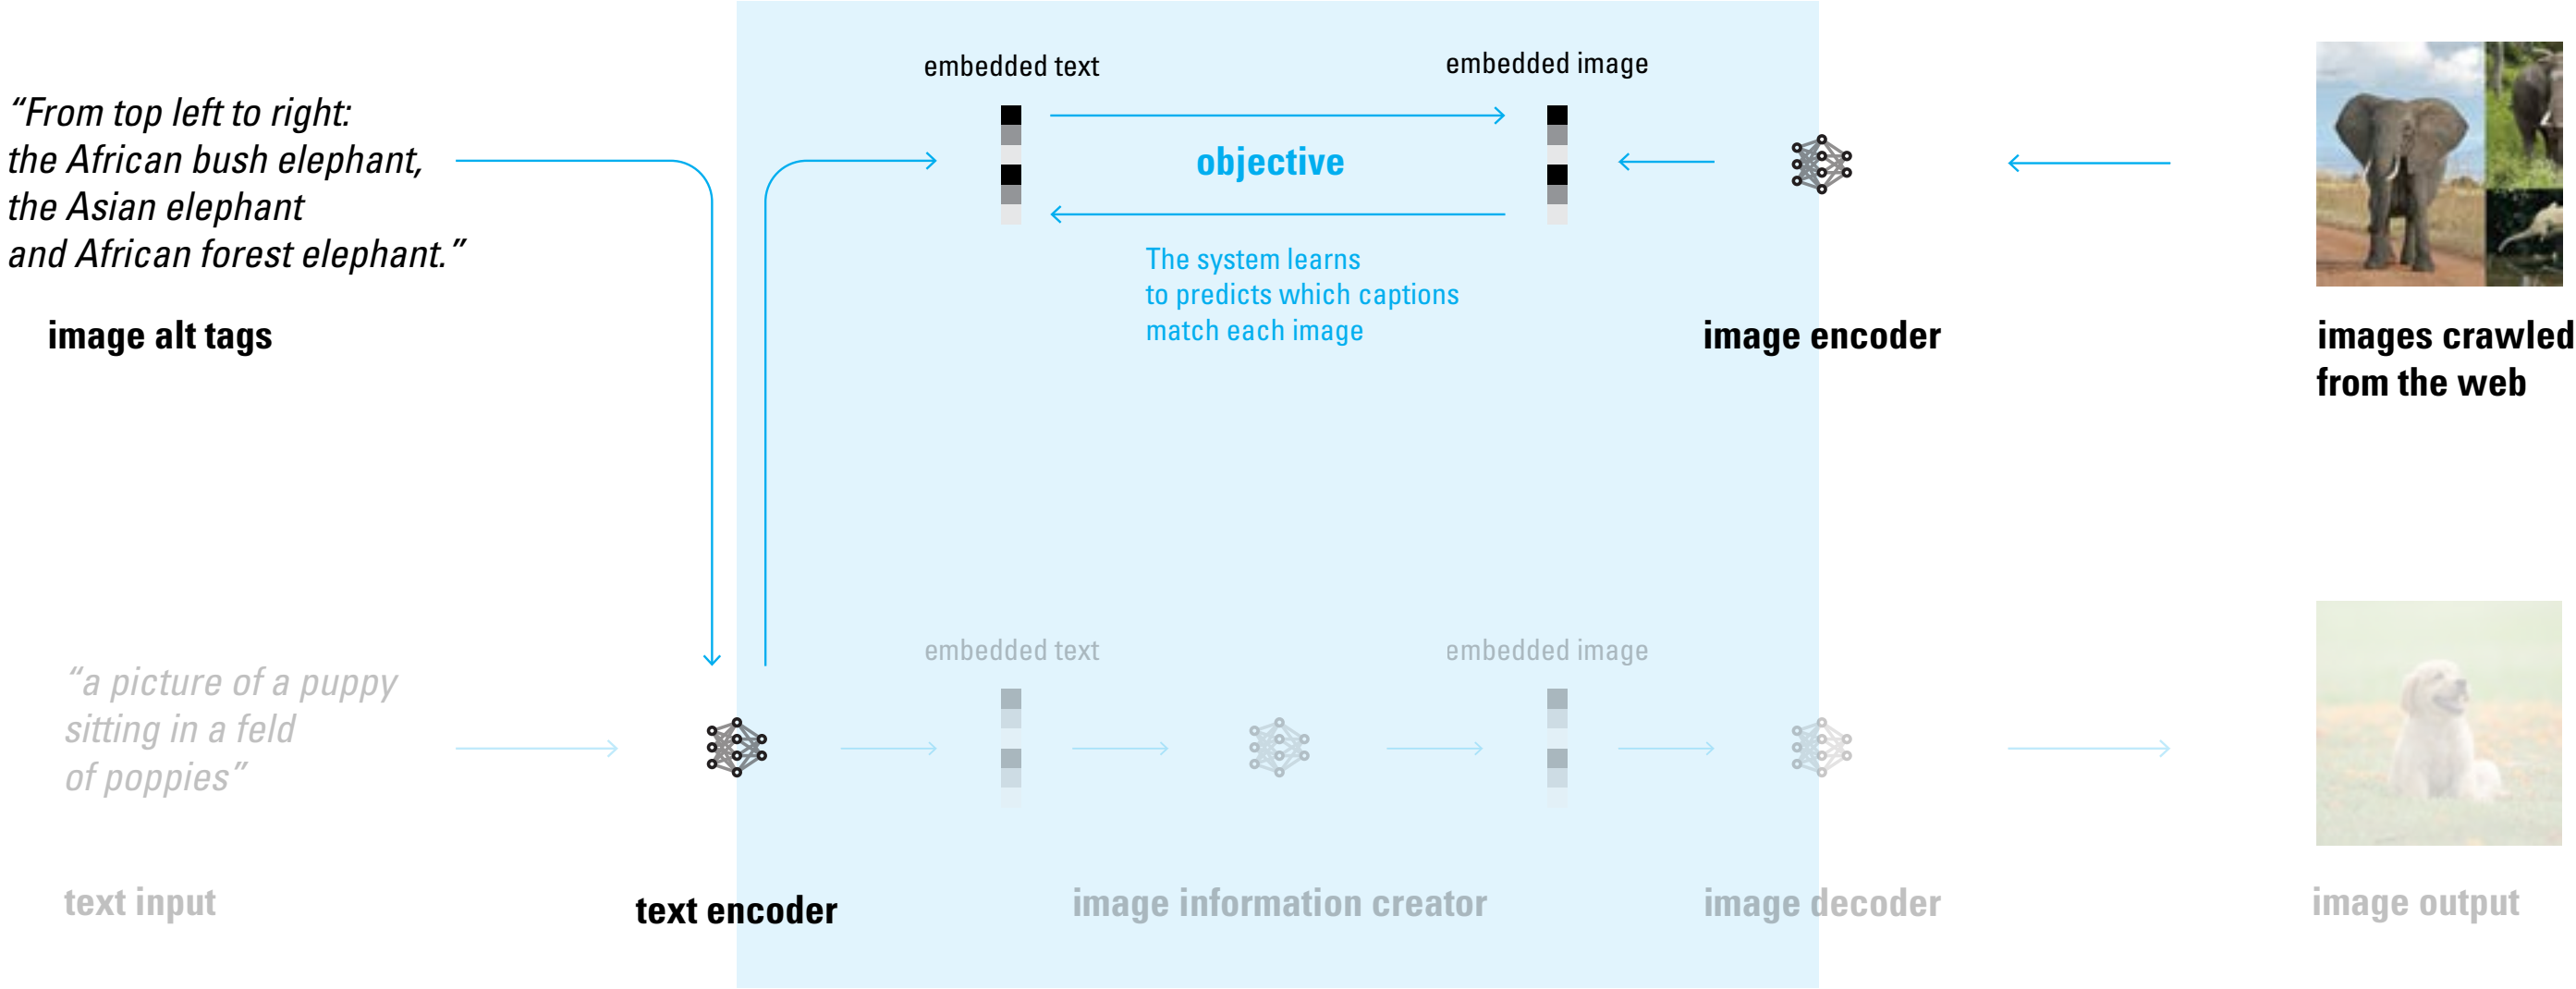 embedded text
embedded image
“From top left to right:
the African bush elephant,
the Asian elephant
and African forest elephant.”
objective
The system learns
to predicts which captions
match each image
image alt tags
image encoder
images crawled
from the web
embedded text
embedded image
“a picture of a puppy
sitting in a feld
of poppies”
text input
text encoder
image information creator
image decoder
image output